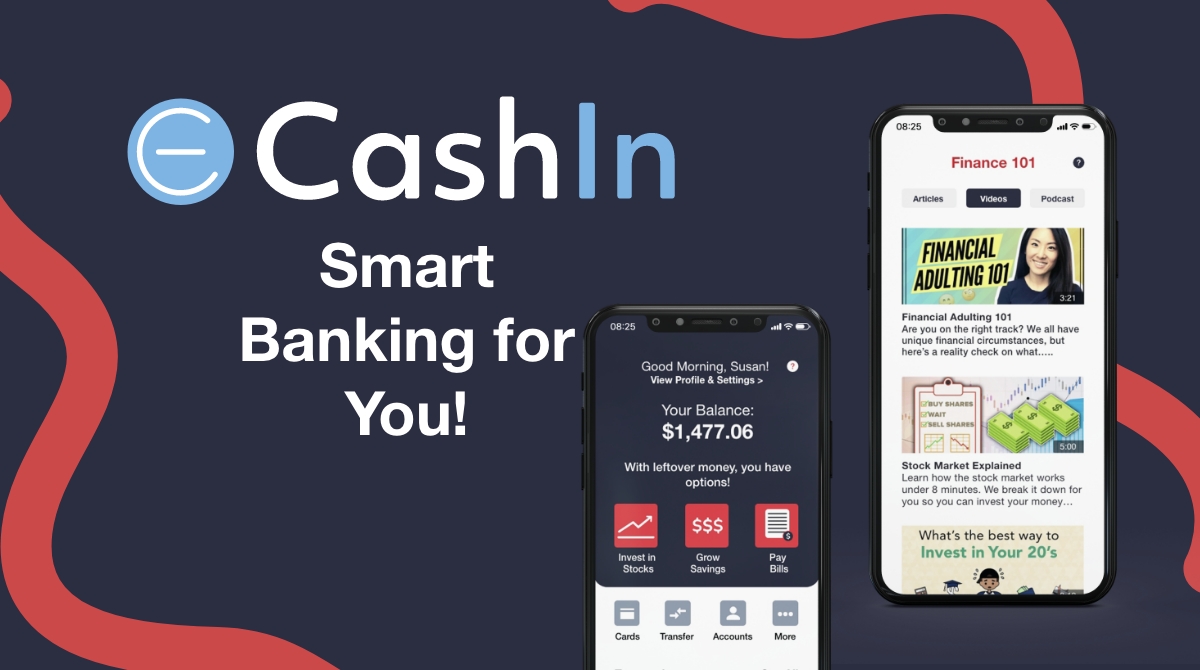 CashIn
Smart
Banking for
You!
08:25
Good Morning, Susan!
View Profile & Settings >
Your Balance:
$1,477.06
With leftover money, you have
options!
$$$
$
Invest in
Stocks
Grow
Savings
Pay
Bills
Cards
Transfer
Accounts
More
08:25
Finance 101
?
Articles
Videos
Podcast
FINANCIAL
ADULTING 101
3:21
Financial Adulting 101
Are you on the right track? We all have
unique financial circumstances, but
here's a reality check on what.....
BUY SHARES
WAIT
SELL SHARES
5:00
Stock Market Explained
Learn how the stock market works
under 8 minutes. We break it down for
you so you can invest your money...
What's the best way to
Invest in Your 20's